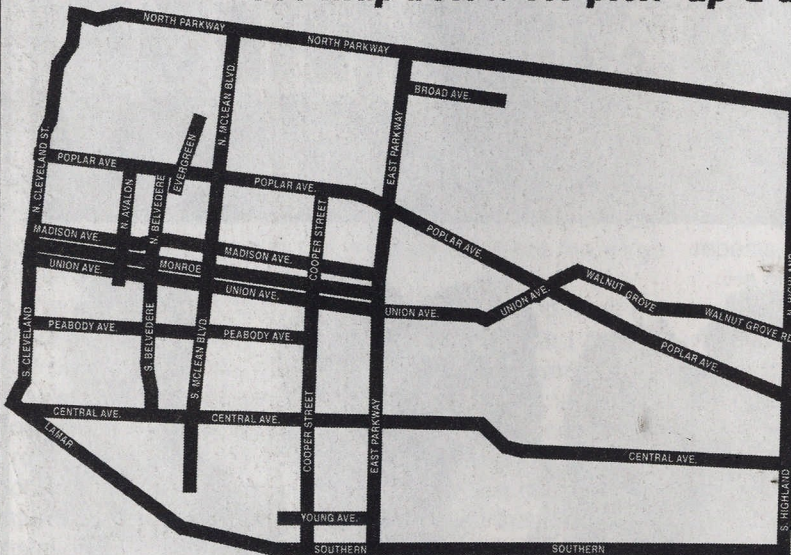 NORTH PARKWAY
NORTH PARKWAY
BROAD AVE.
N. MCLEAN BLVD.
EAST PARKWAY
N. CLEVELAND ST.
POPLAR AVE
EVERGREEN
N. AVALON
N. BELVEDERE
POPLAR AVE.
COOPER STREET
POPLAR AVE.
MADISON AVE.
MADISON AVE.
UNION AVE.
MONROE
UNION AVE.
UNION AVE.
UNION AVE.
WALNUT GROVE
WALNUT GROVE RD
POPLAR AVE.
S. CLEVELAND
PEABODY AVE.
S. BELVEDERE
S. MCLEAN BLVD.
PEABODY AVE.
CENTRAL AVE.
CENTRAL AVE.
COOPER STREET
EAST PARKWAY
CENTRAL AVE.
LAMAR
YOUNG AVE.
SOUTHERN
SOUTHERN
S. HIGHLAND